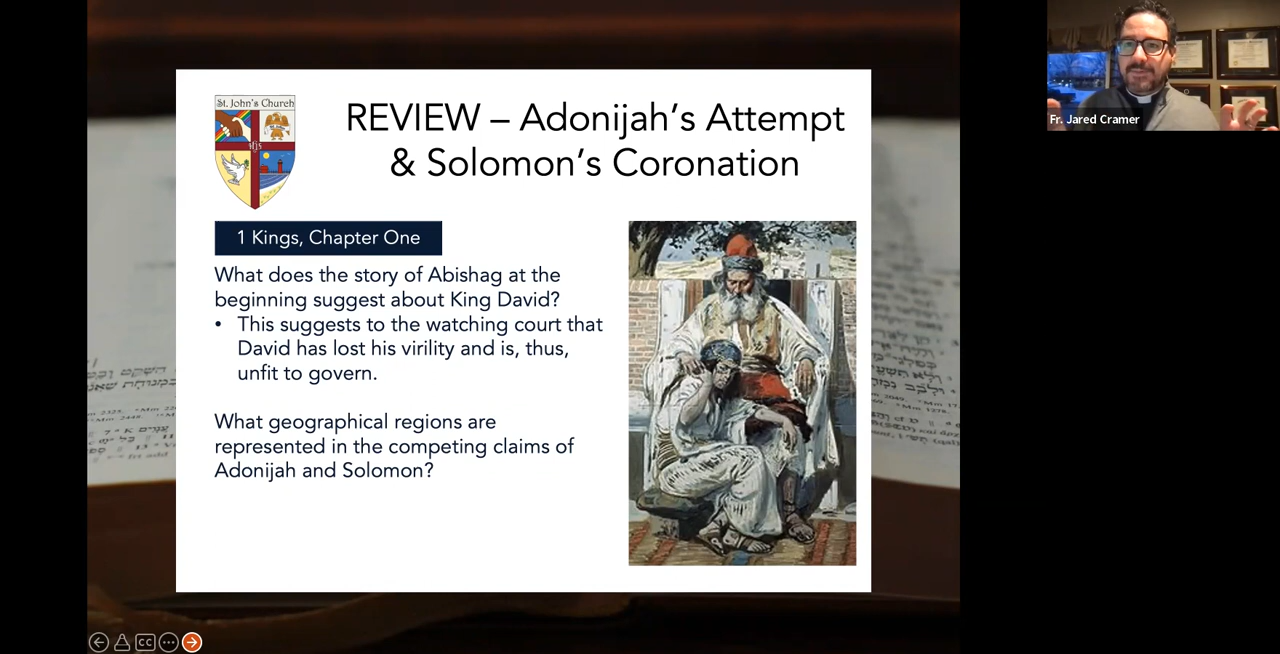 St. John's Church
REVIEW – Adonijah's Attempt
& Solomon's Coronation
1 Kings, Chapter One
What does the story of Abishag at the
beginning suggest about King David?
• This suggests to the watching court that
David has lost his virility and is, thus,
unfit to govern.
What geographical regions are
represented in the competing claims of
Adonijah and Solomon?
Fr. Jared Cramer
CC